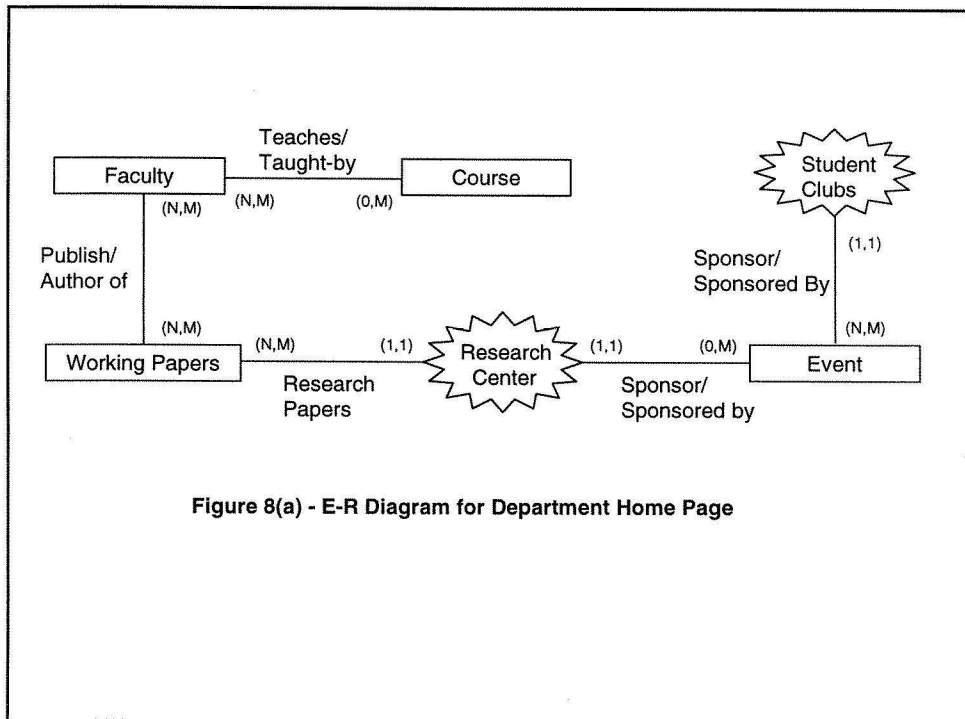 Teaches/
Taught-by
Faculty
Course
Student
Clubs
(N,M)
(N,M)
(0,M)
(1,1)
Publish/
Author of
Sponsor/
Sponsored By
(N,M)
(N,M)
(1,1)
(1,1)
(0,M)
(N,M)
Working Papers
Research
Center
Event
Research
Papers
Sponsor/
Sponsored by
Figure 8(a) - E-R Diagram for Department Home Page